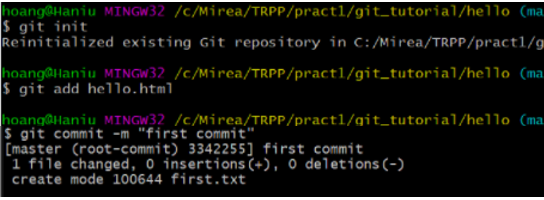 hoang@Haniu MINGW32 /c/Mirea/TRPP/pract1/git_tutorial/hello (ma
$ git init
Reinitialized existing Git repository in C:/Mirea/TRPP/pract1/g
hoang@Haniu MINGW32 /c/Mirea/TRPP/pract1/git_tutorial/hello (ma
$ git add hello.html
hoang@Haniu MINGW32 /c/Mirea/TRPP/pract1/git_tutorial/hello (ma
$ git commit -m "first commit"
[master (root-commit) 3342255] first commit
1 file changed, 0 insertions(+), 0 deletions(-)
create mode 100644 first.txt